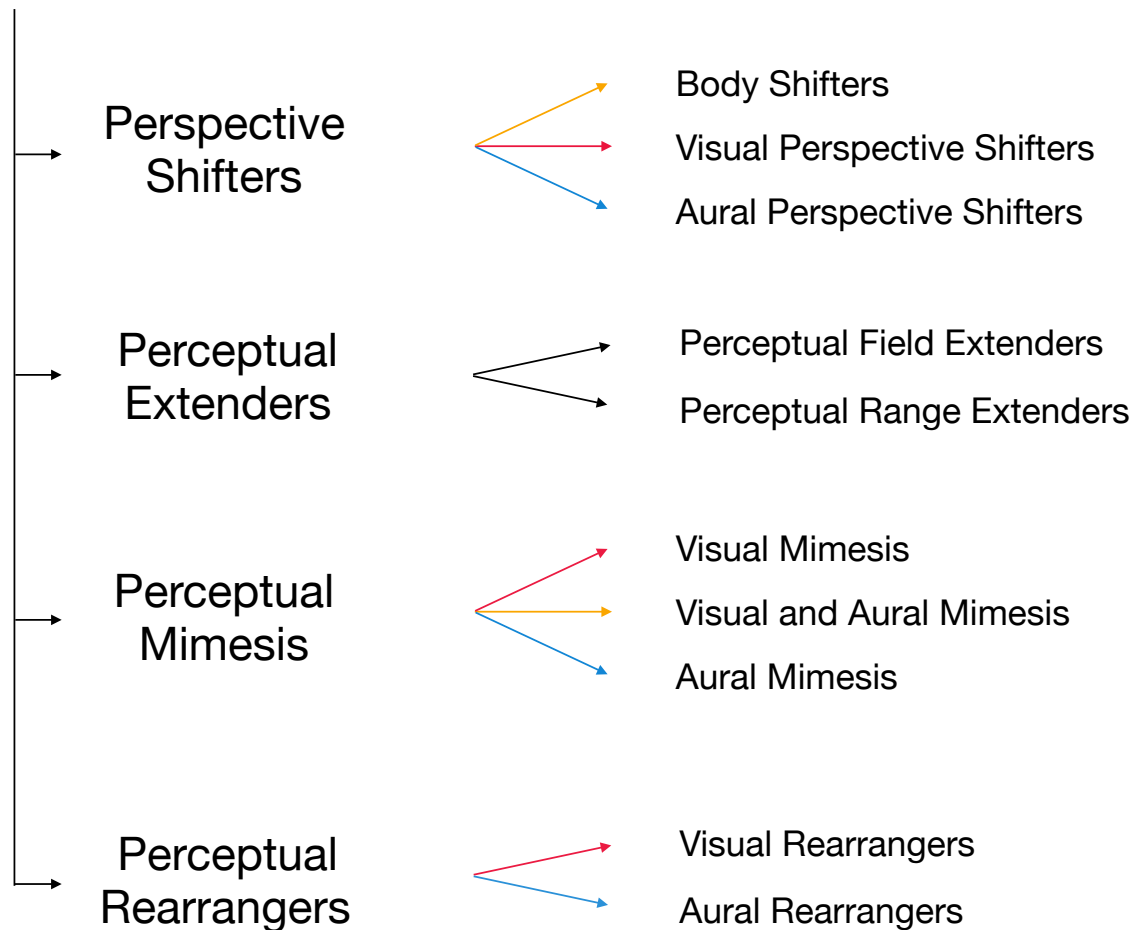 Perspective
Shifters
Body Shifters
Visual Perspective Shifters
Aural Perspective Shifters
Perceptual
Extenders
Perceptual Field Extenders
Perceptual Range Extenders
Perceptual
Mimesis
Visual Mimesis
Visual and Aural Mimesis
Aural Mimesis
Perceptual
Rearrangers
Visual Rearrangers
Aural Rearrangers